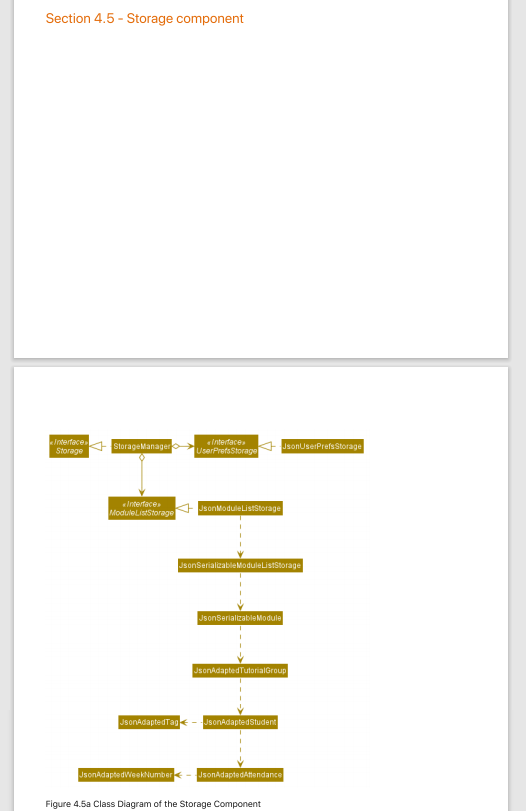 Section 4.5 - Storage component
«Interface»
Storage
StorageManager
«Interface»
UserPrefsStorage
JsonUserPrefsStorage
«Interface»
ModuleListStorage
JsonModuleListStorage
JsonSerializableModuleListStorage
JsonSerializableModule
JsonAdaptedTutorialGroup
JsonAdaptedTag
JsonAdaptedStudent
JsonAdaptedWeekNumber
JsonAdaptedAttendance
Figure 4.5a Class Diagram of the Storage Component